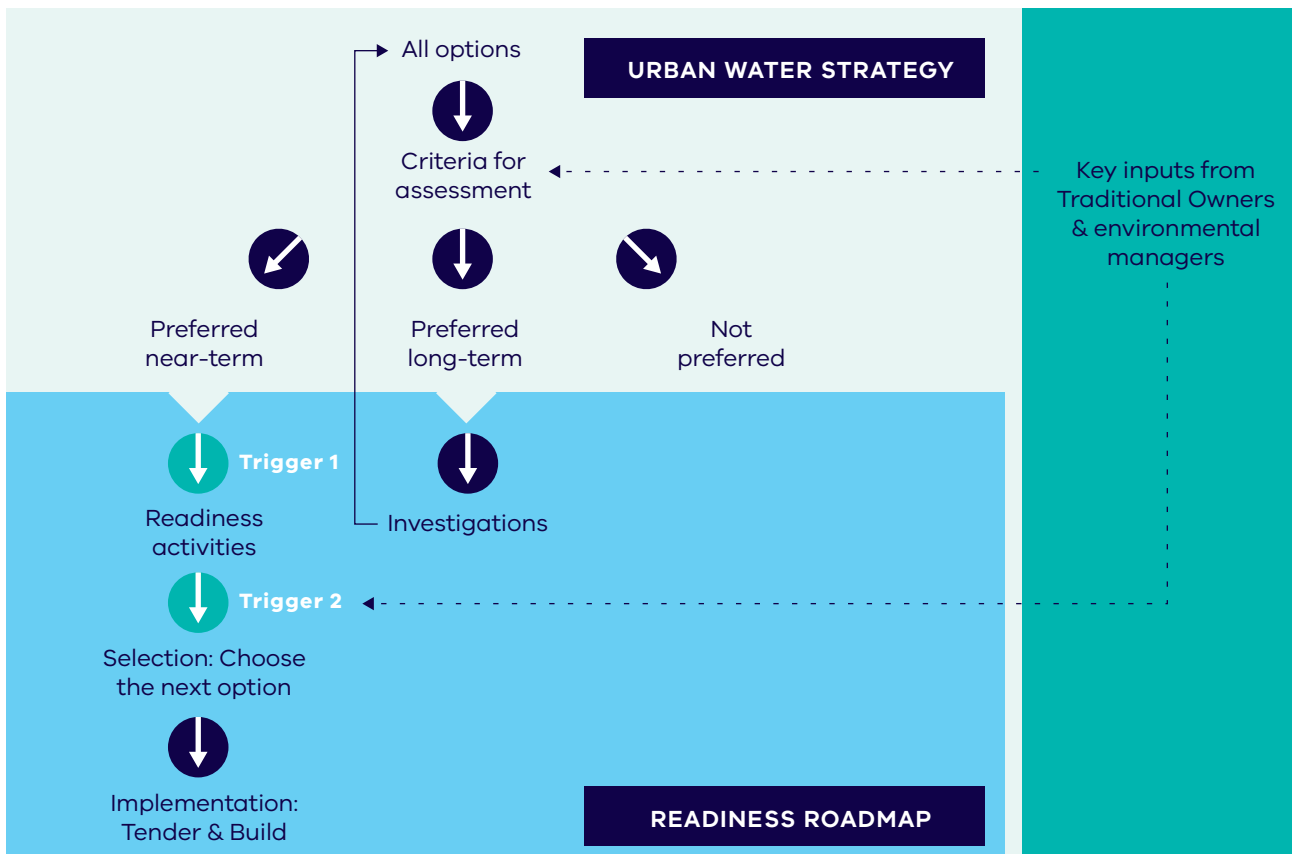 All options
URBAN WATER STRATEGY
Criteria for
assessment
Key inputs from
Traditional Owners
& environmental
managers
Preferred
near-term
Preferred
long-term
Not
preferred
Trigger 1
Readiness
activities
Investigations
Trigger 2
Selection: Choose
the next option
Implementation:
Tender & Build
READINESS ROADMAP